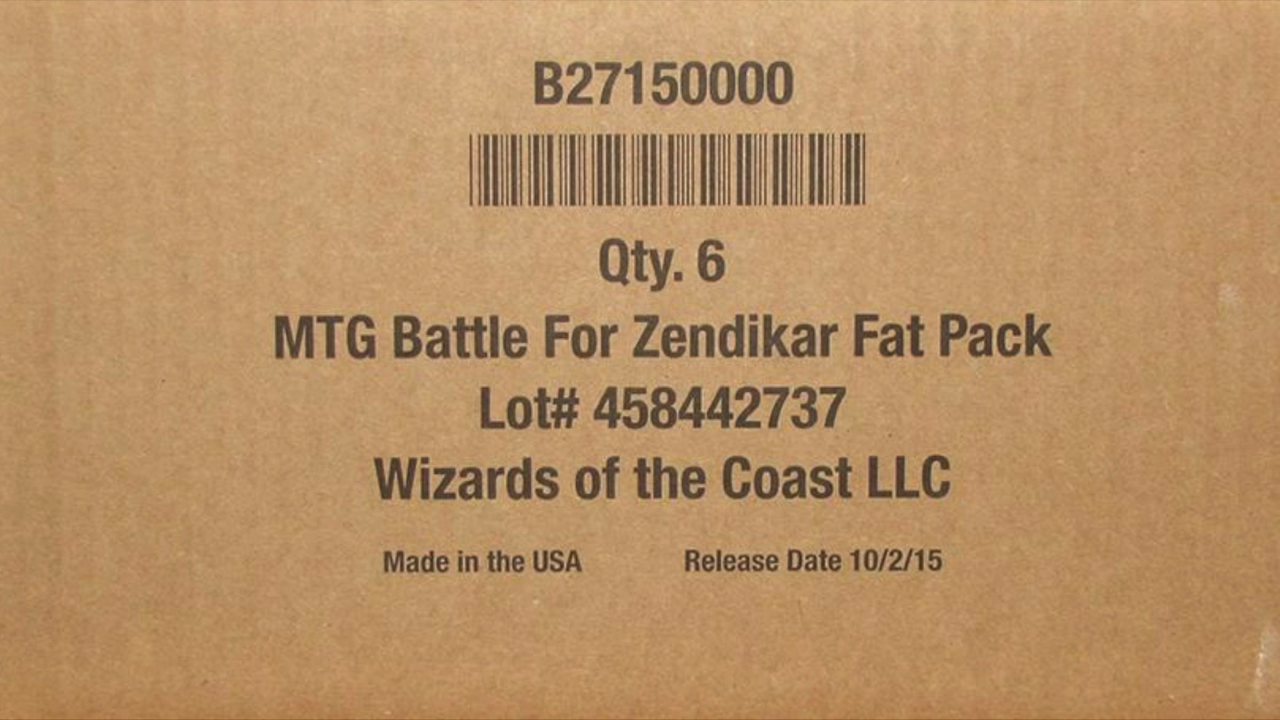 B27150000
Qty. 6
MTG Battle For Zendikar Fat Pack
Lot# 458442737
Wizards of the Coast LLC
Made in the USA Release Date 10/2/15